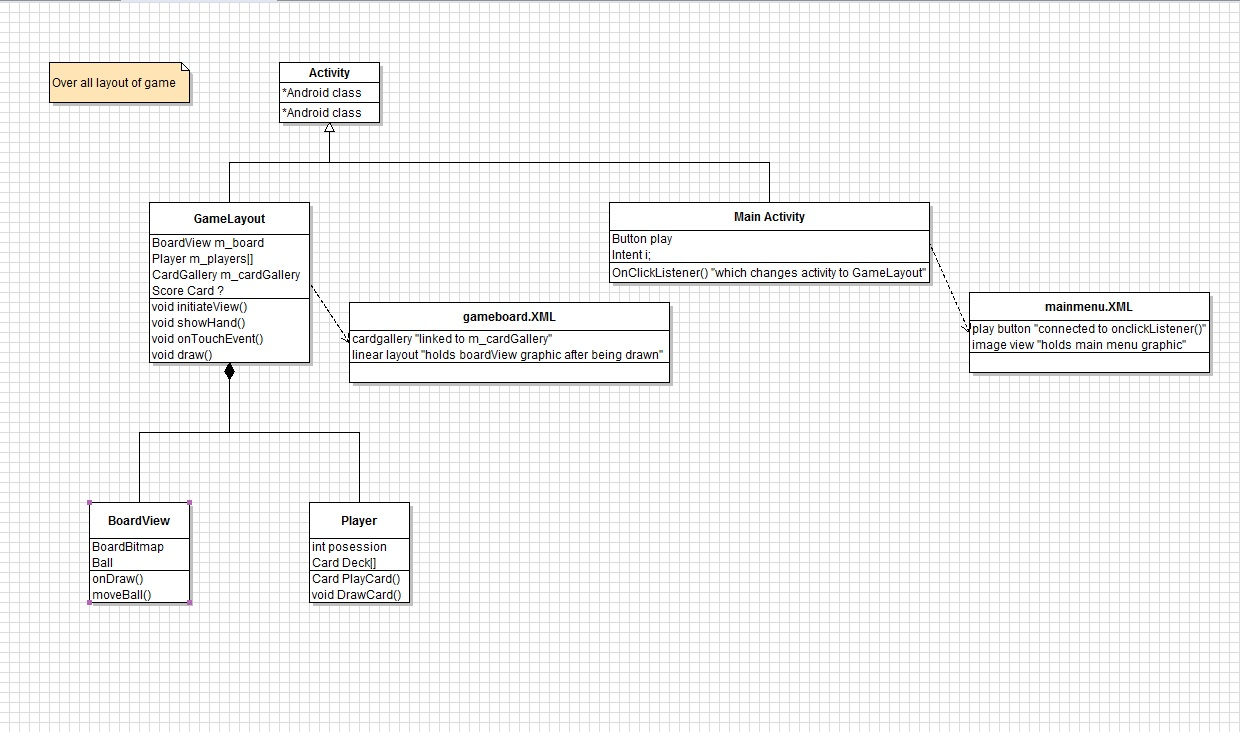 Over all layout of game
Activity
*Android class
*Android class
GameLayout
BoardView m_board
Player m_players[]
CardGallery m_cardGallery
Score Card ?
void initiateView()
void showHand()
void onTouchEvent()
void draw()
Main Activity
Button play
Intent i;
OnClickListener() "which changes activity to GameLayout"
gameboard.XML
cardgallery "linked to m_cardGallery"
linear layout "holds boardView graphic after being drawn"
mainmenu.XML
play button "connected to onclickListener()"
image view "holds main menu graphic"
BoardView
BoardBitmap
Ball
onDraw()
moveBall()
Player
int posession
Card Deck[]
Card PlayCard()
void DrawCard()